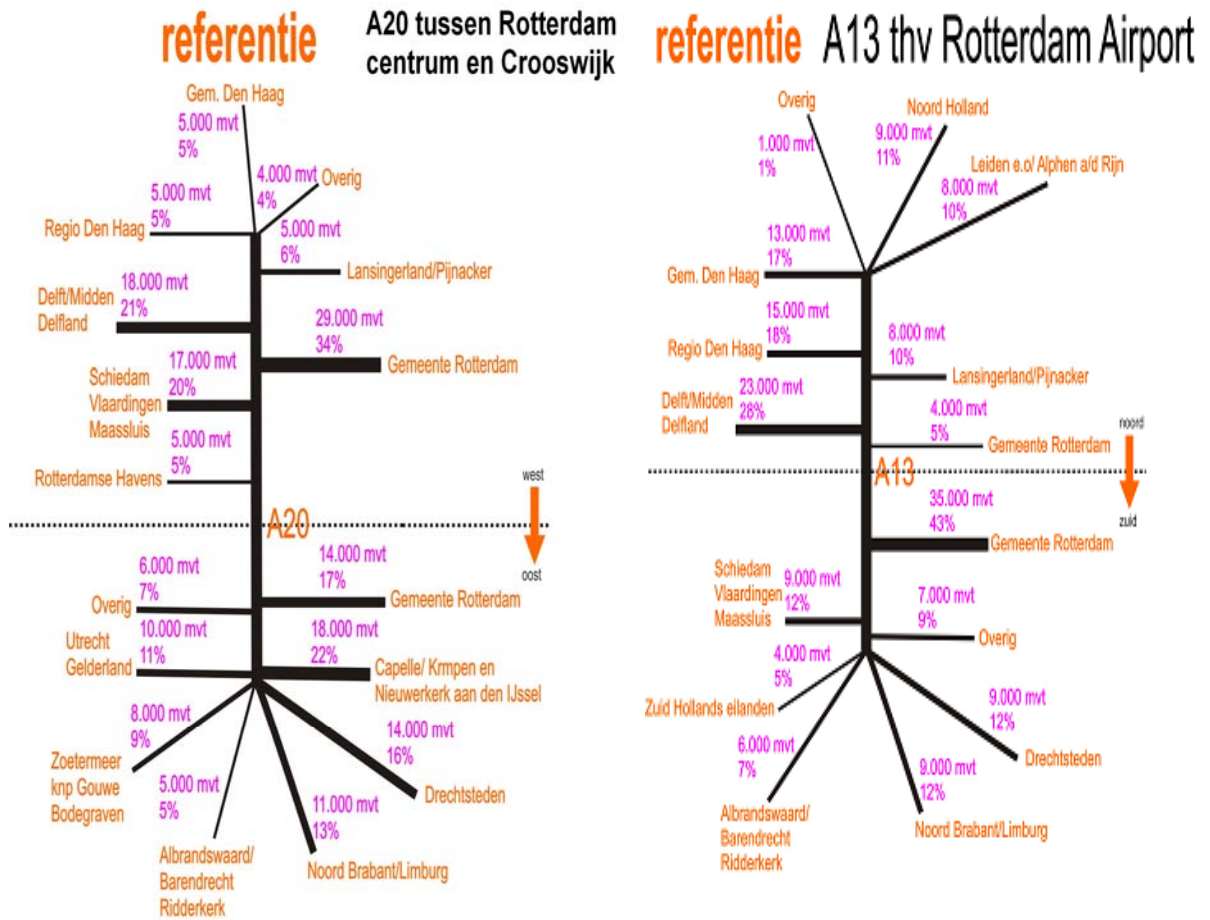 referentie
A20 tussen Rotterdam
centrum en Crooswijk
Gem. Den Haag
5.000 mvt
5%
4.000 mvt
4%
Overig
5.000 mvt
5%
Regio Den Haag
5.000 mvt
6%
Lansingerland/Pijnacker
18.000 mvt
21%
Delft/Midden
Delfland
29.000 mvt
34%
Gemeente Rotterdam
17.000 mvt
20%
Schiedam
Vlaardingen
Maassluis
5.000 mvt
5%
Rotterdamse Havens
west
A20
oost
6.000 mvt
7%
Overig
14.000 mvt
17%
Gemeente Rotterdam
10.000 mvt
11%
Utrecht
Gelderland
18.000 mvt
22%
Capelle/ Krmpen en
Nieuwerkerk aan den IJssel
8.000 mvt
9%
Zoetermeer
knp Gouwe
Bodegraven
14.000 mvt
16%
Drechtsteden
5.000 mvt
5%
Albrandswaard/
Barendrecht
Ridderkerk
11.000 mvt
13%
Noord Brabant/Limburg
referentie A13 thv Rotterdam Airport
Overig
1.000 mvt
1%
Noord Holland
9.000 mvt
11%
Leiden e.o/ Alphen a/d Rijn
8.000 mvt
10%
13.000 mvt
17%
Gem. Den Haag
15.000 mvt
18%
Regio Den Haag
8.000 mvt
10%
Lansingerland/Pijnacker
23.000 mvt
28%
Delft/Midden
Delfland
4.000 mvt
5%
Gemeente Rotterdam
noord
A13
zuid
35.000 mvt
43%
Gemeente Rotterdam
Schiedam
Vlaardingen
Maassluis
9.000 mvt
12%
7.000 mvt
9%
Overig
4.000 mvt
5%
Zuid Hollands eilanden
9.000 mvt
12%
Drechtsteden
6.000 mvt
7%
Albrandswaard/
Barendrecht
Ridderkerk
9.000 mvt
12%
Noord Brabant/Limburg